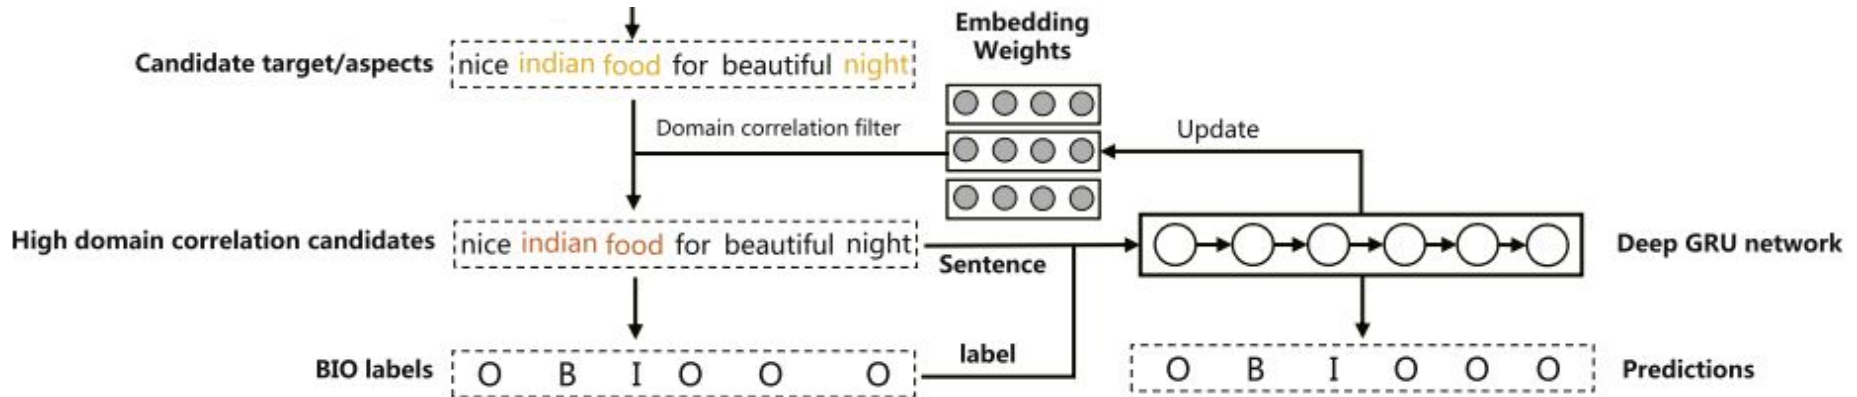 Embedding
Weights
Candidate target/aspects nice indian food for beautiful night
Domain correlation filter
Update
High domain correlation candidates nice indian food for beautiful night
Sentence
Deep GRU network
label
BIO labels O B I O O O
O B I O O O Predictions